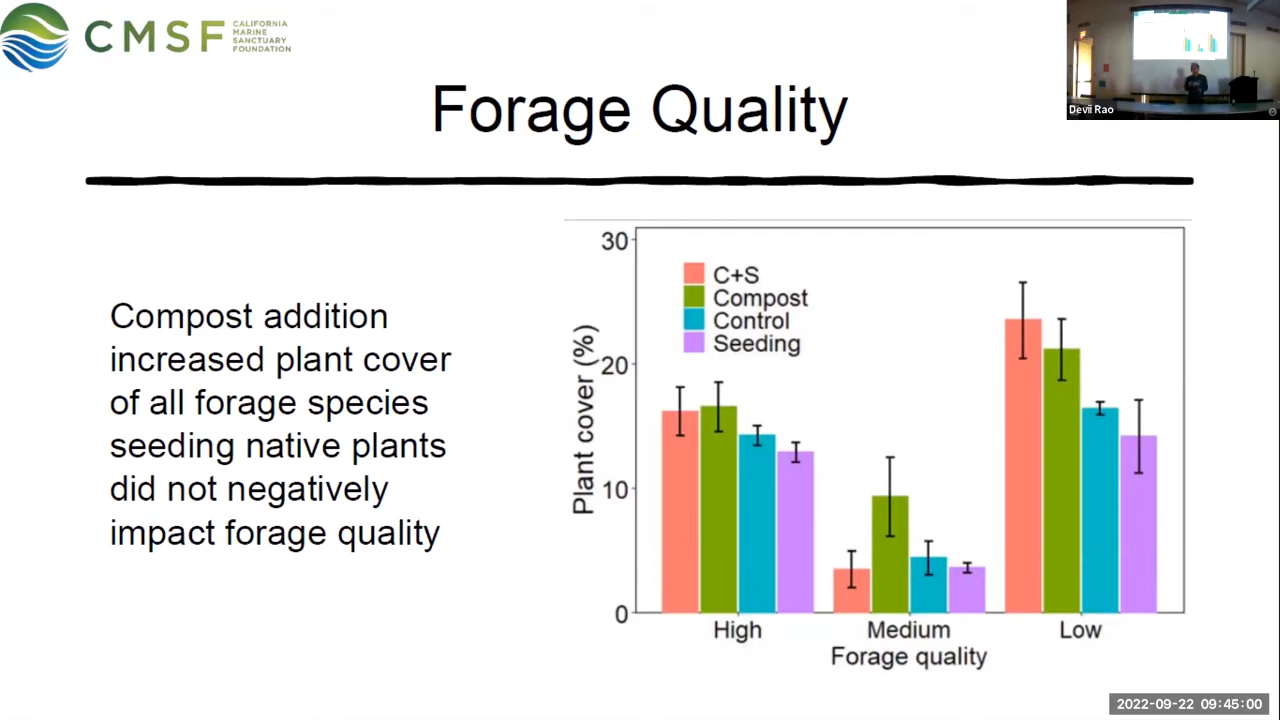 CMSF
CALIFORNIA
MARINE
SANCTUARY
FOUNDATION
Devii Rao
Forage Quality
Compost addition
increased plant cover
of all forage species
seeding native plants
did not negatively
impact forage quality
30
20
10
0
Plant cover (%)
C+S
Compost
Control
Seeding
High
Medium
Low
Forage quality
2022-09-22 09:45:00